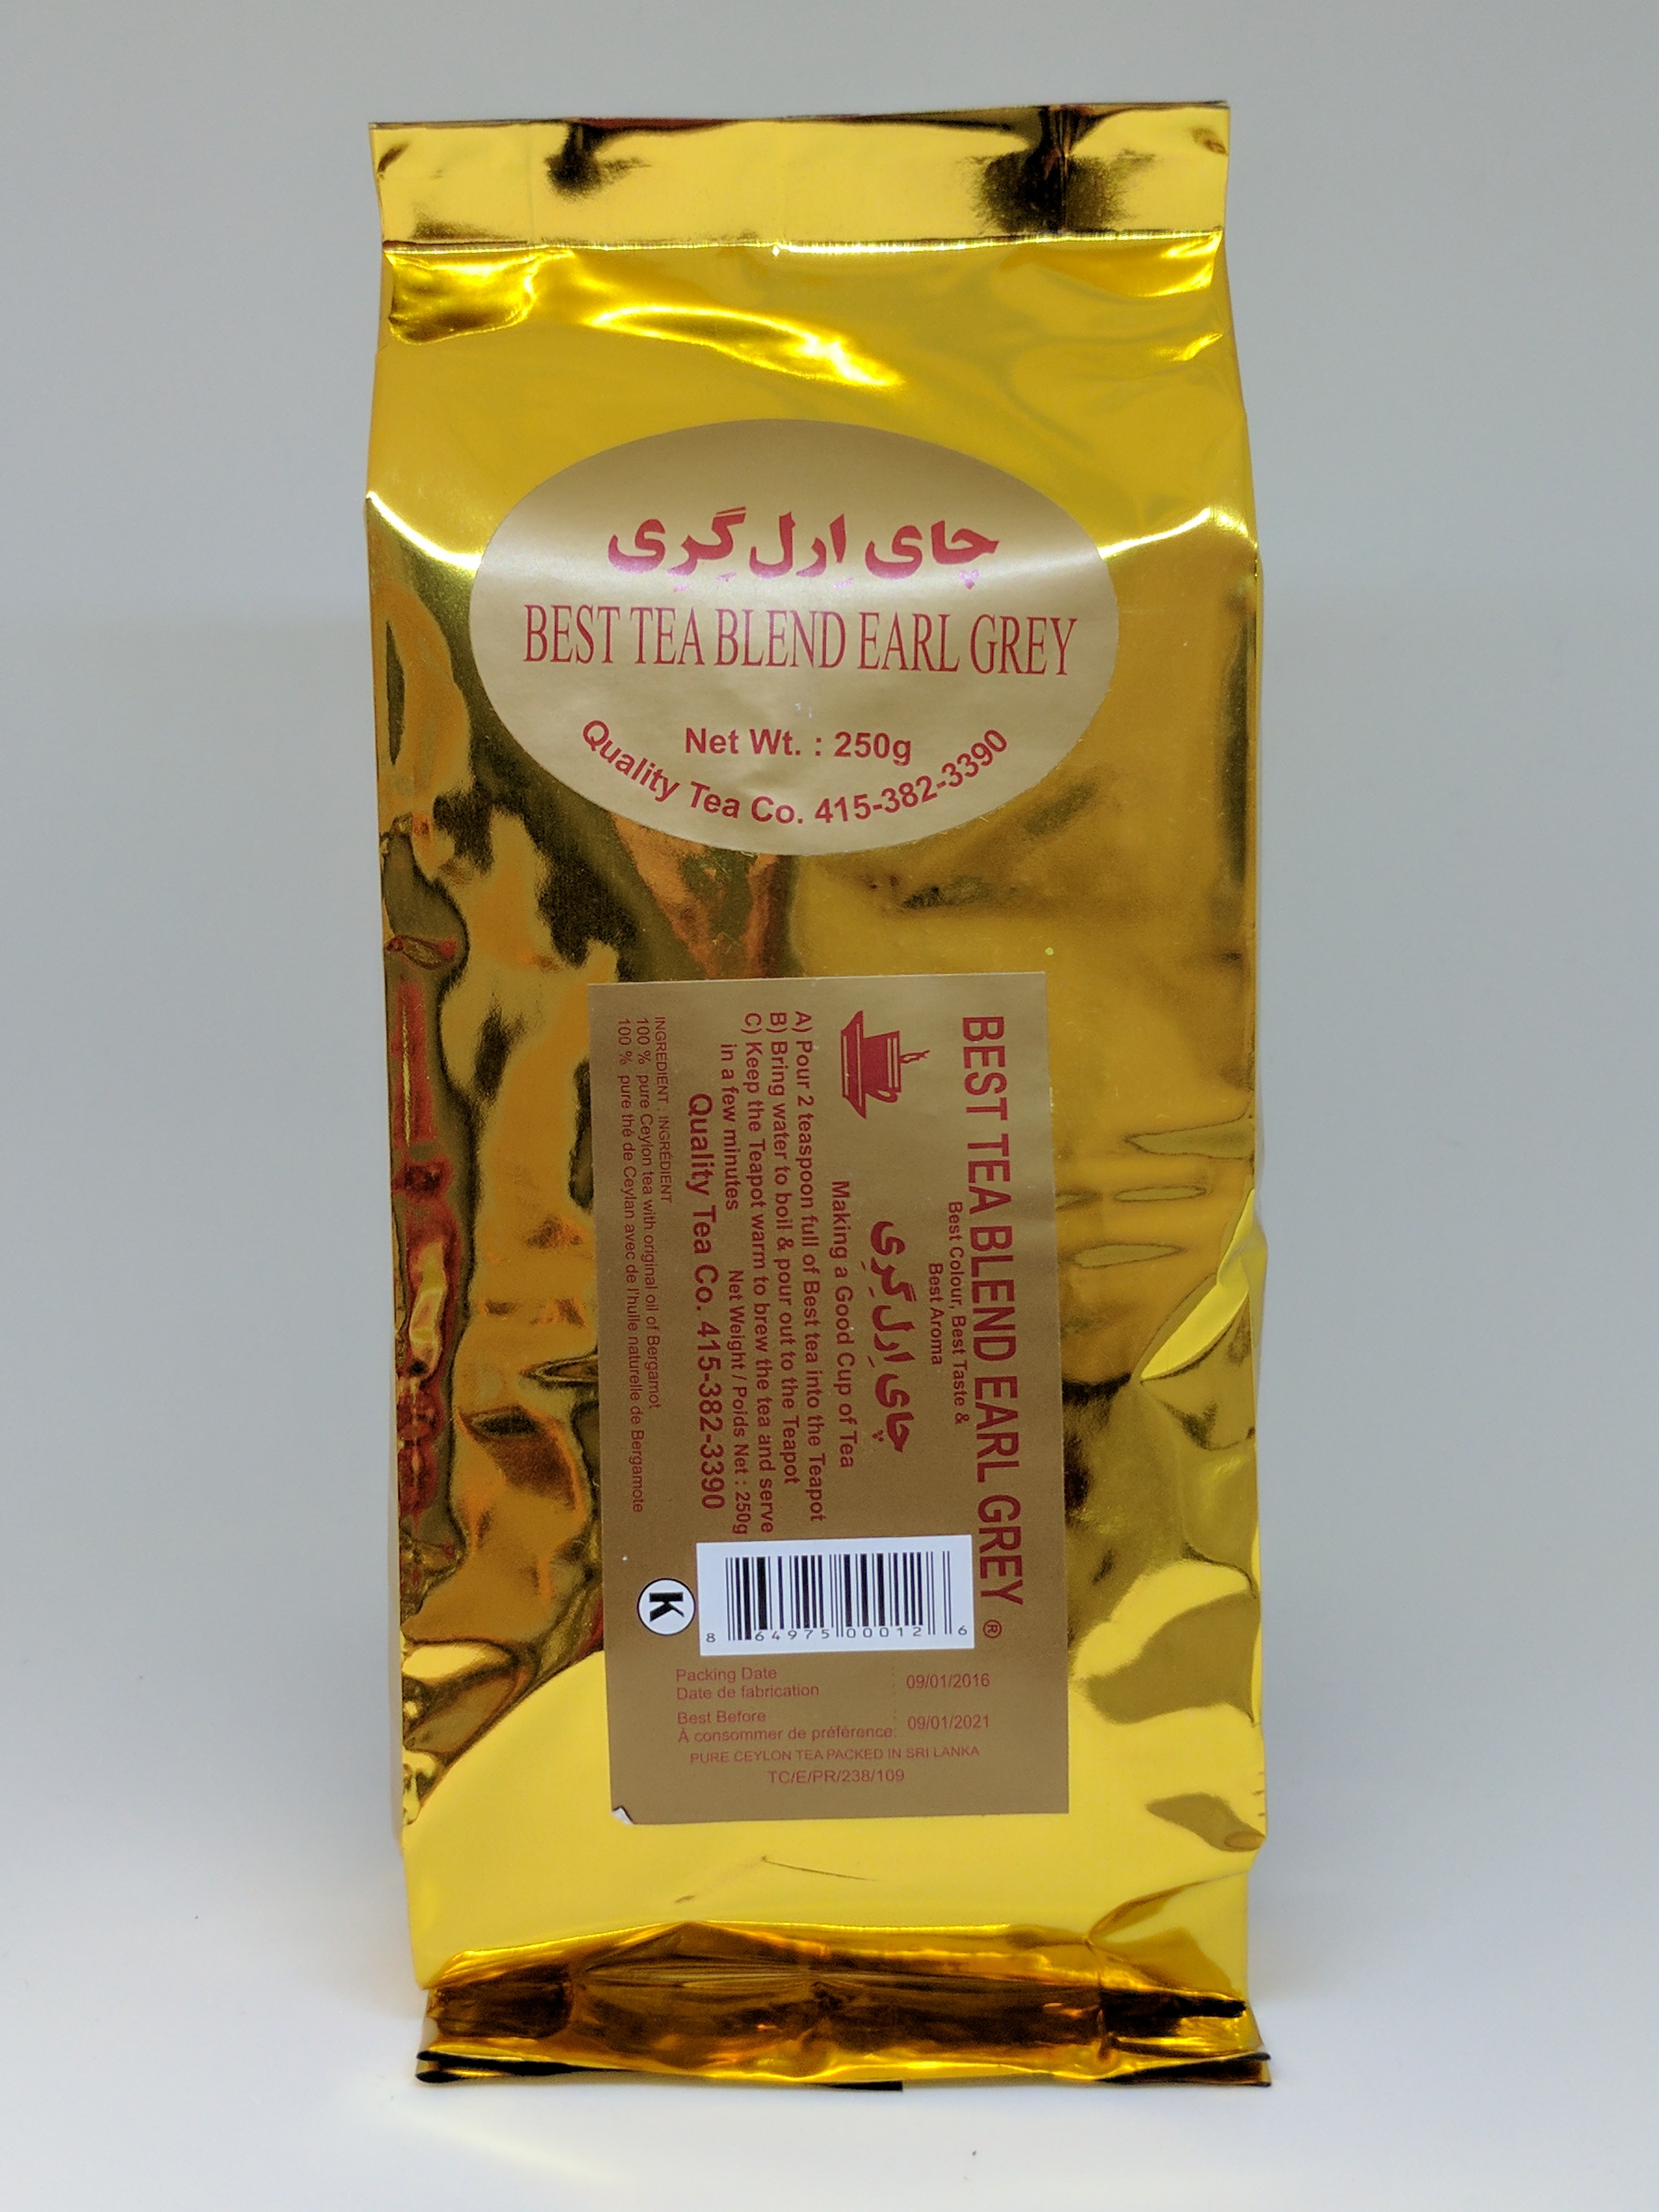 چای اِرل گِری
BEST TEA BLEND EARL GREY
Net Wt. : 250g
Quality Tea Co. 415-382-3390
BEST TEA BLEND EARL GREY ®
Best Colour, Best Taste &
Best Aroma
چای اِرل گِری
Making a Good Cup of Tea
A) Pour 2 teaspoon full of Best tea into the Teapot
B) Bring water to boil & pour out to the Teapot
C) Keep the Teapot warm to brew the tea and serve
in a few minutes Net Weight / Poids Net : 250g
Quality Tea Co. 415-382-3390
INGREDIENT : INGRÉDIENT
100 % pure Ceylon tea with original oil of Bergamot
100 % pure thé de Ceylan avec de l'huile naturelle de Bergamote
8 64975 00012 6
K
Packing Date
Date de fabrication : 09/01/2016
Best Before
À consommer de préférence: 09/01/2021
PURE CEYLON TEA PACKED IN SRI LANKA
TC/E/PR/238/109